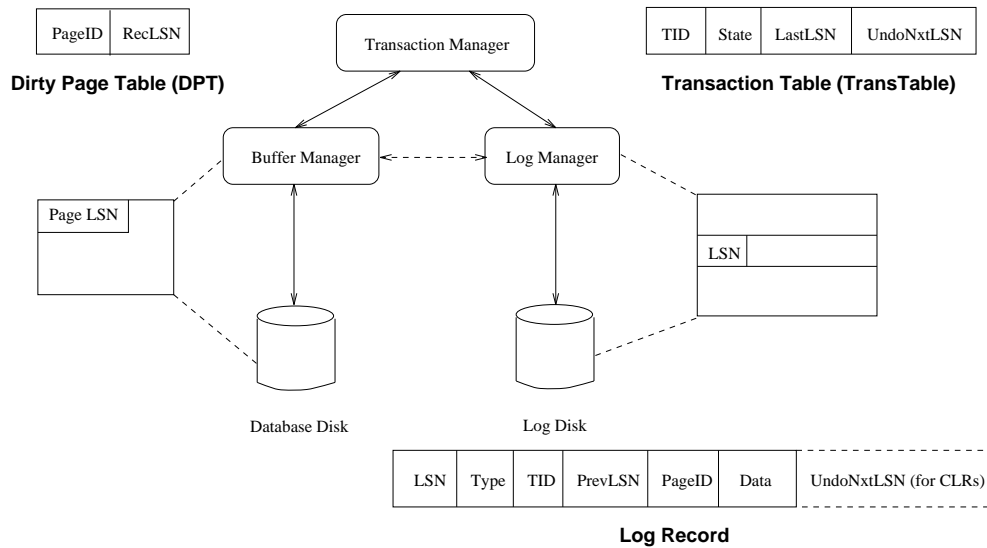 PageID RecLSN
Dirty Page Table (DPT)
Transaction Manager
TID State LastLSN UndoNxtLSN
Transaction Table (TransTable)
Buffer Manager
Log Manager
Page LSN
LSN
Database Disk
Log Disk
LSN Type TID PrevLSN PageID Data UndoNxtLSN (for CLRs)
Log Record